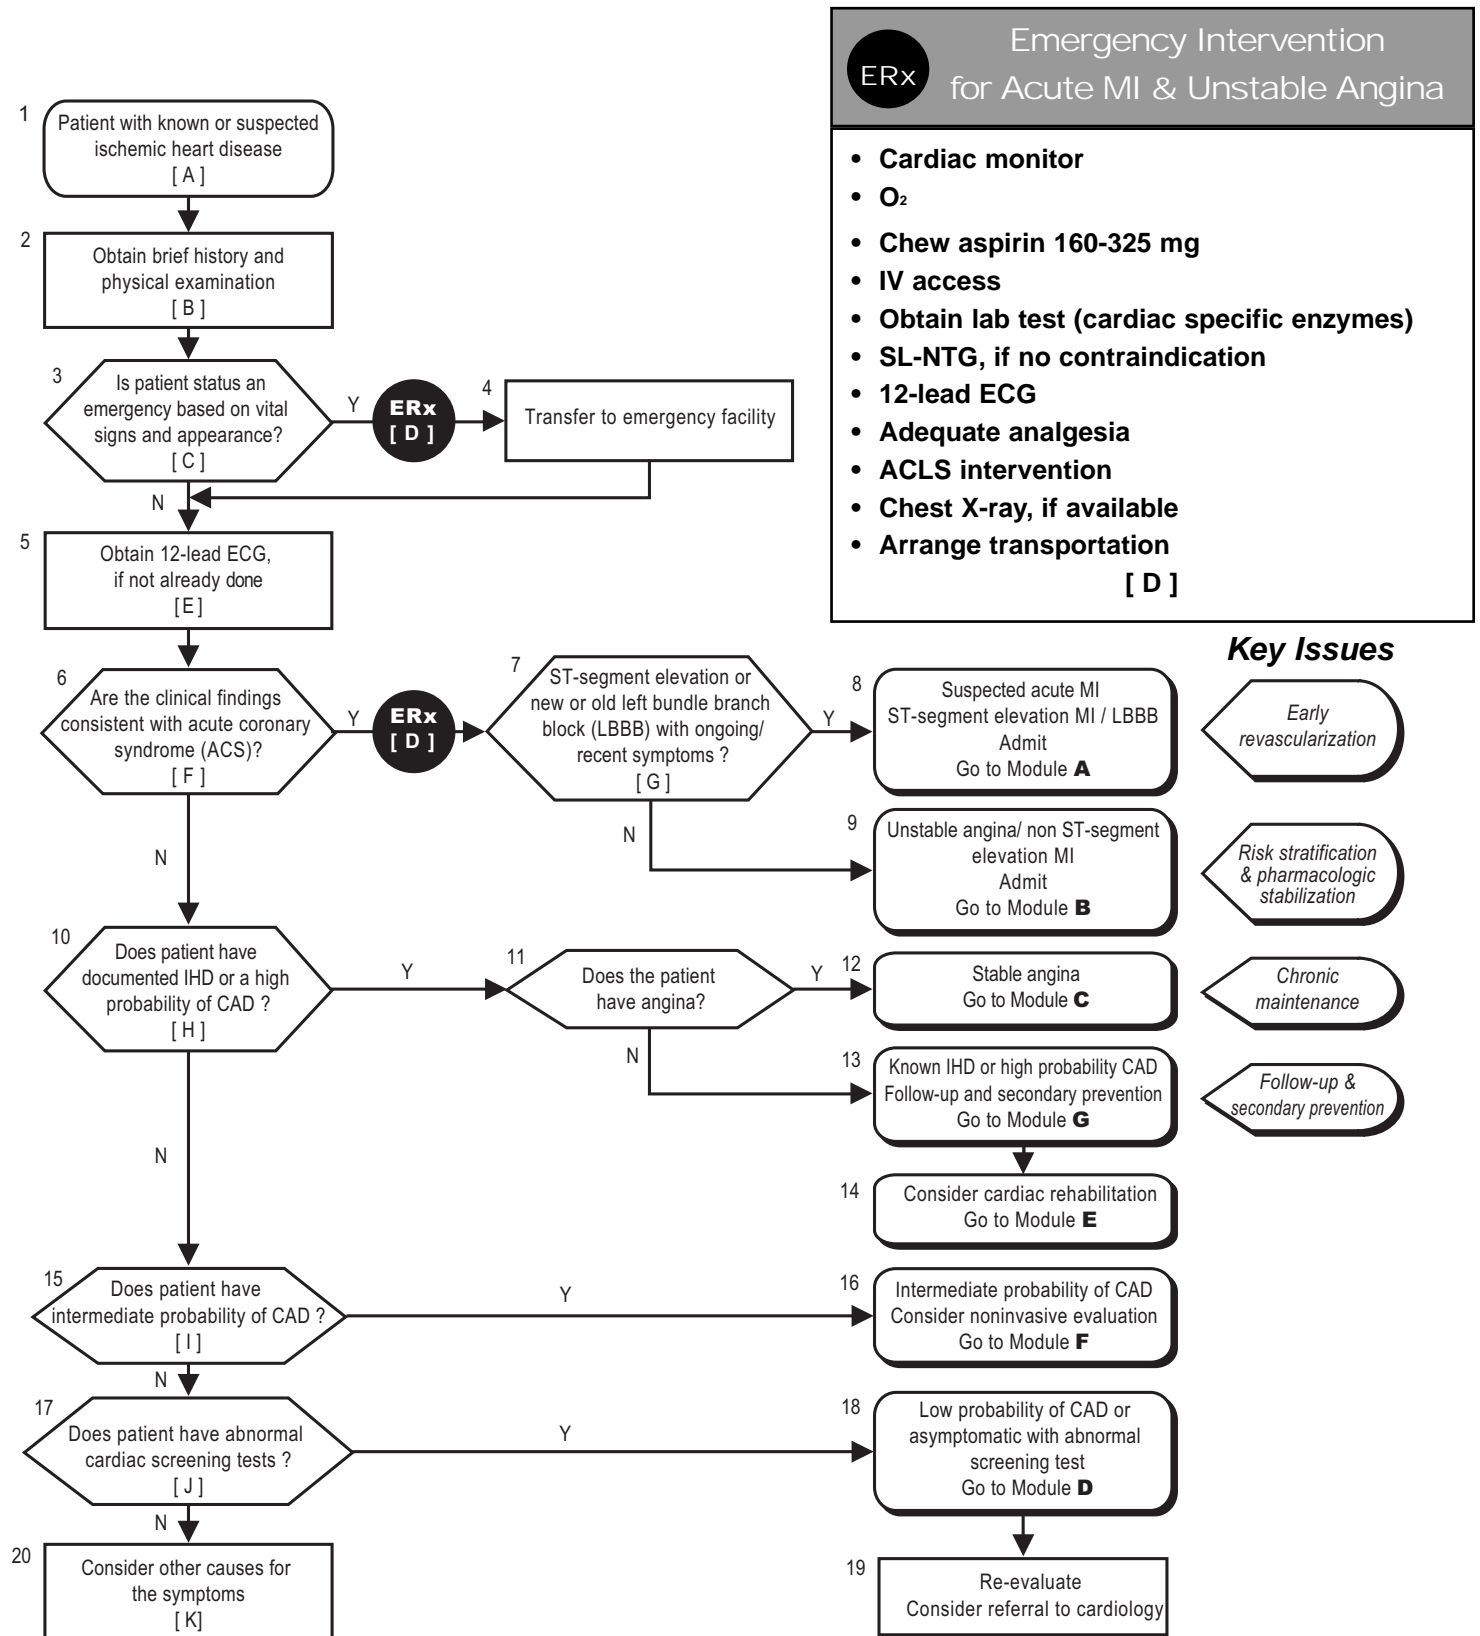 ERx
Emergency Intervention
for Acute MI & Unstable Angina
• Cardiac monitor
• O2
• Chew aspirin 160-325 mg
• IV access
• Obtain lab test (cardiac specific enzymes)
• SL-NTG, if no contraindication
• 12-lead ECG
• Adequate analgesia
• ACLS intervention
• Chest X-ray, if available
• Arrange transportation
[ D ]
1
Patient with known or suspected
ischemic heart disease
[ A ]
2
Obtain brief history and
physical examination
[ B ]
3
Is patient status an
emergency based on vital
signs and appearance?
[ C ]
Y
ERx
[ D ]
4
Transfer to emergency facility
N
5
Obtain 12-lead ECG,
if not already done
[ E ]
6
Are the clinical findings
consistent with acute coronary
syndrome (ACS)?
[ F ]
Y
ERx
[ D ]
7
ST-segment elevation or
new or old left bundle branch
block (LBBB) with ongoing/
recent symptoms ?
[ G ]
Y
8
Suspected acute MI
ST-segment elevation MI / LBBB
Admit
Go to Module A
Key Issues
Early
revascularization
N
9
Unstable angina/ non ST-segment
elevation MI
Admit
Go to Module B
Risk stratification
& pharmacologic
stabilization
N
10
Does patient have
documented IHD or a high
probability of CAD ?
[ H ]
Y
11
Does the patient
have angina?
Y
12
Stable angina
Go to Module C
Chronic
maintenance
N
13
Known IHD or high probability CAD
Follow-up and secondary prevention
Go to Module G
Follow-up &
secondary prevention
14
Consider cardiac rehabilitation
Go to Module E
N
15
Does patient have
intermediate probability of CAD ?
[ I ]
Y
16
Intermediate probability of CAD
Consider noninvasive evaluation
Go to Module F
N
17
Does patient have abnormal
cardiac screening tests ?
[ J ]
Y
18
Low probability of CAD or
asymptomatic with abnormal
screening test
Go to Module D
N
20
Consider other causes for
the symptoms
[ K]
19
Re-evaluate
Consider referral to cardiology